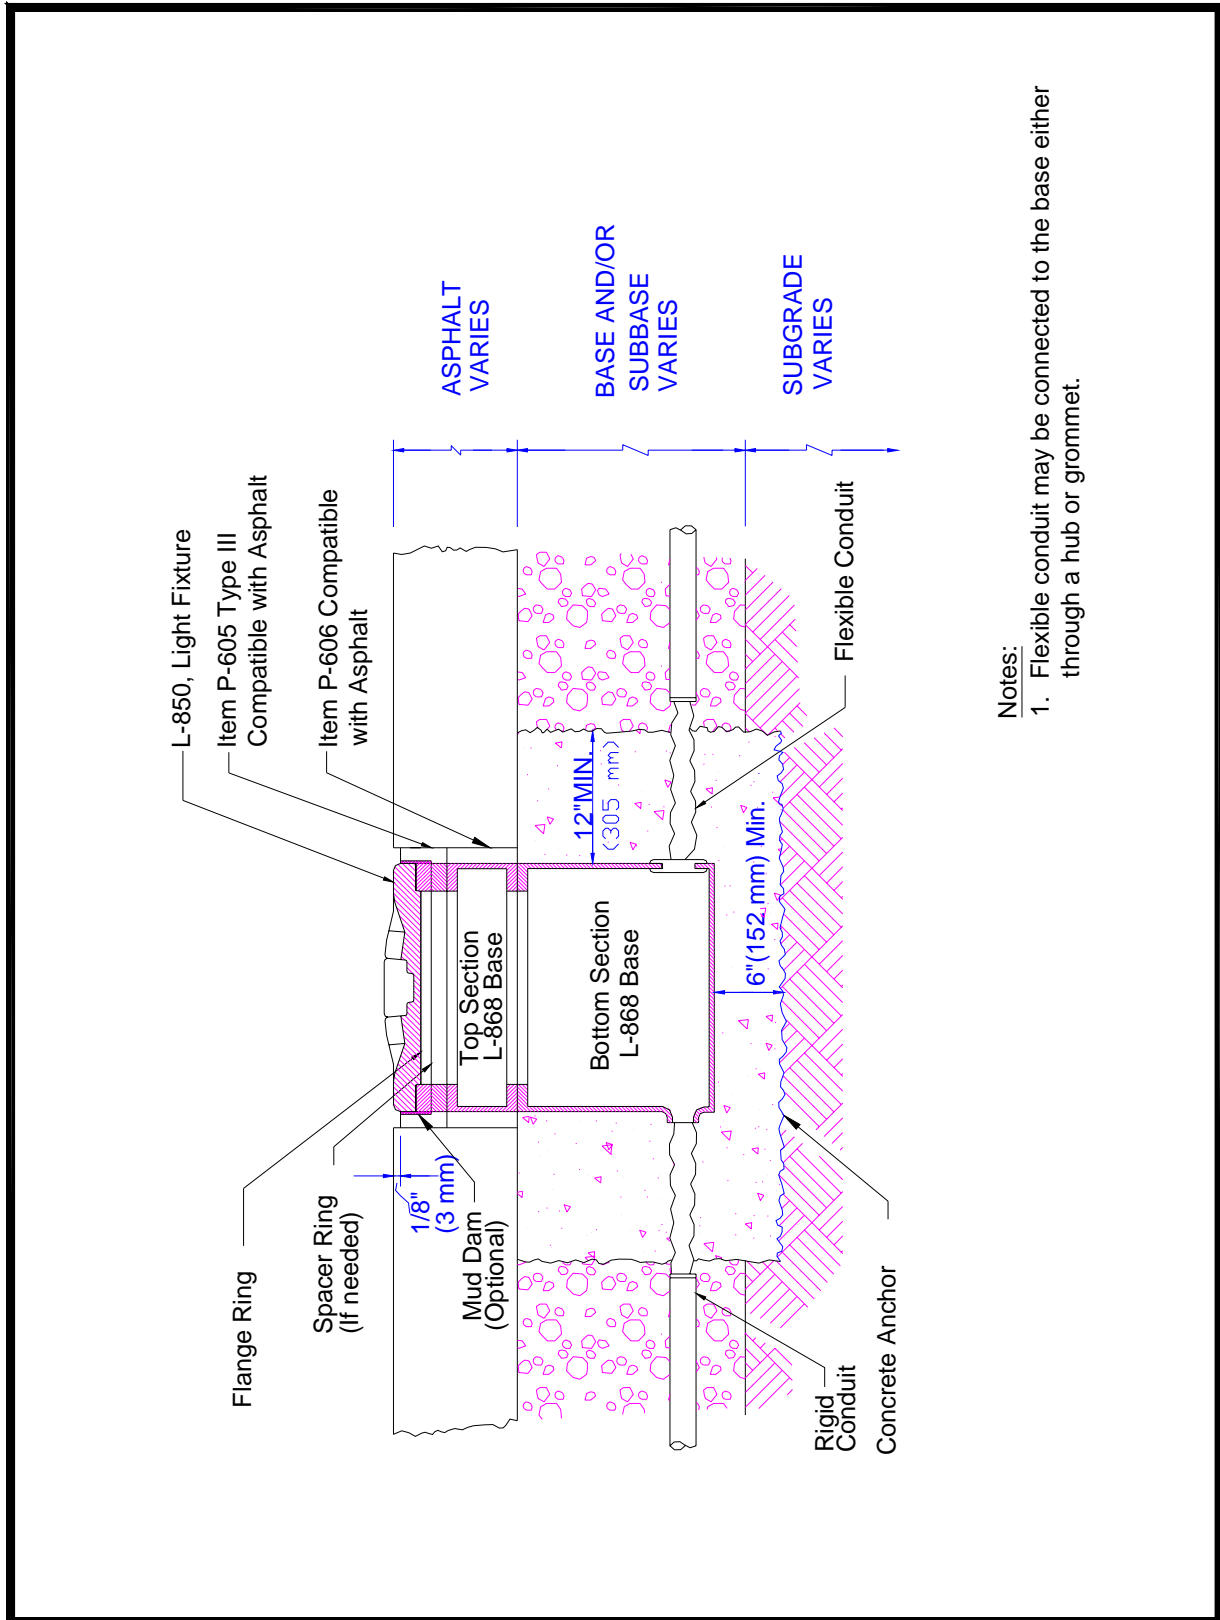 L-850, Light Fixture
Item P-605 Type III
Compatible with Asphalt
Item P-606 Compatible
with Asphalt
ASPHALT
VARIES
BASE AND/OR
SUBBASE
VARIES
SUBGRADE
VARIES
Flange Ring
Spacer Ring
(If needed)
1/8"
(3 mm)
Mud Dam
(Optional)
Top Section
L-868 Base
Bottom Section
L-868 Base
12"MIN.
(305 mm)
6"(152 mm) Min.
Flexible Conduit
Rigid
Conduit
Concrete Anchor
Notes:
1. Flexible conduit may be connected to the base either
through a hub or grommet.